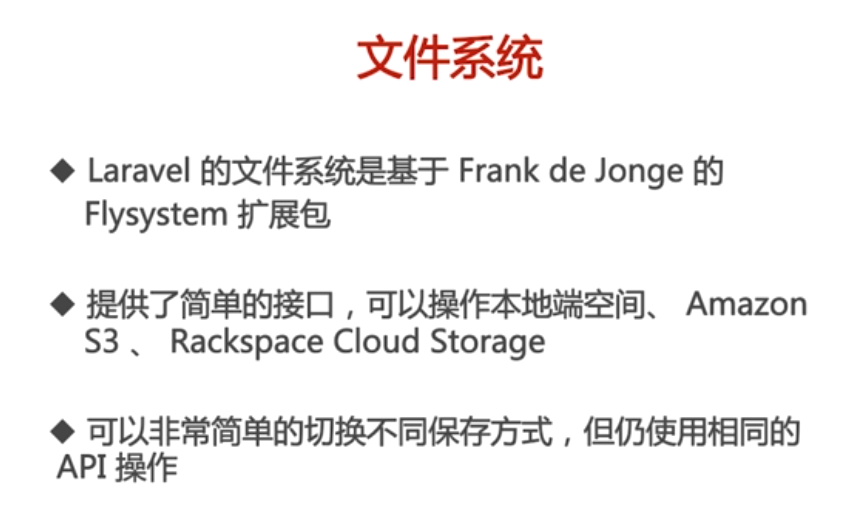 文件系统
◆ Laravel 的文件系统是基于 Frank de Jonge 的
Flysystem 扩展包
◆ 提供了简单的接口，可以操作本地端空间、 Amazon
S3 、 Rackspace Cloud Storage
◆ 可以非常简单的切换不同保存方式，但仍使用相同的
API 操作